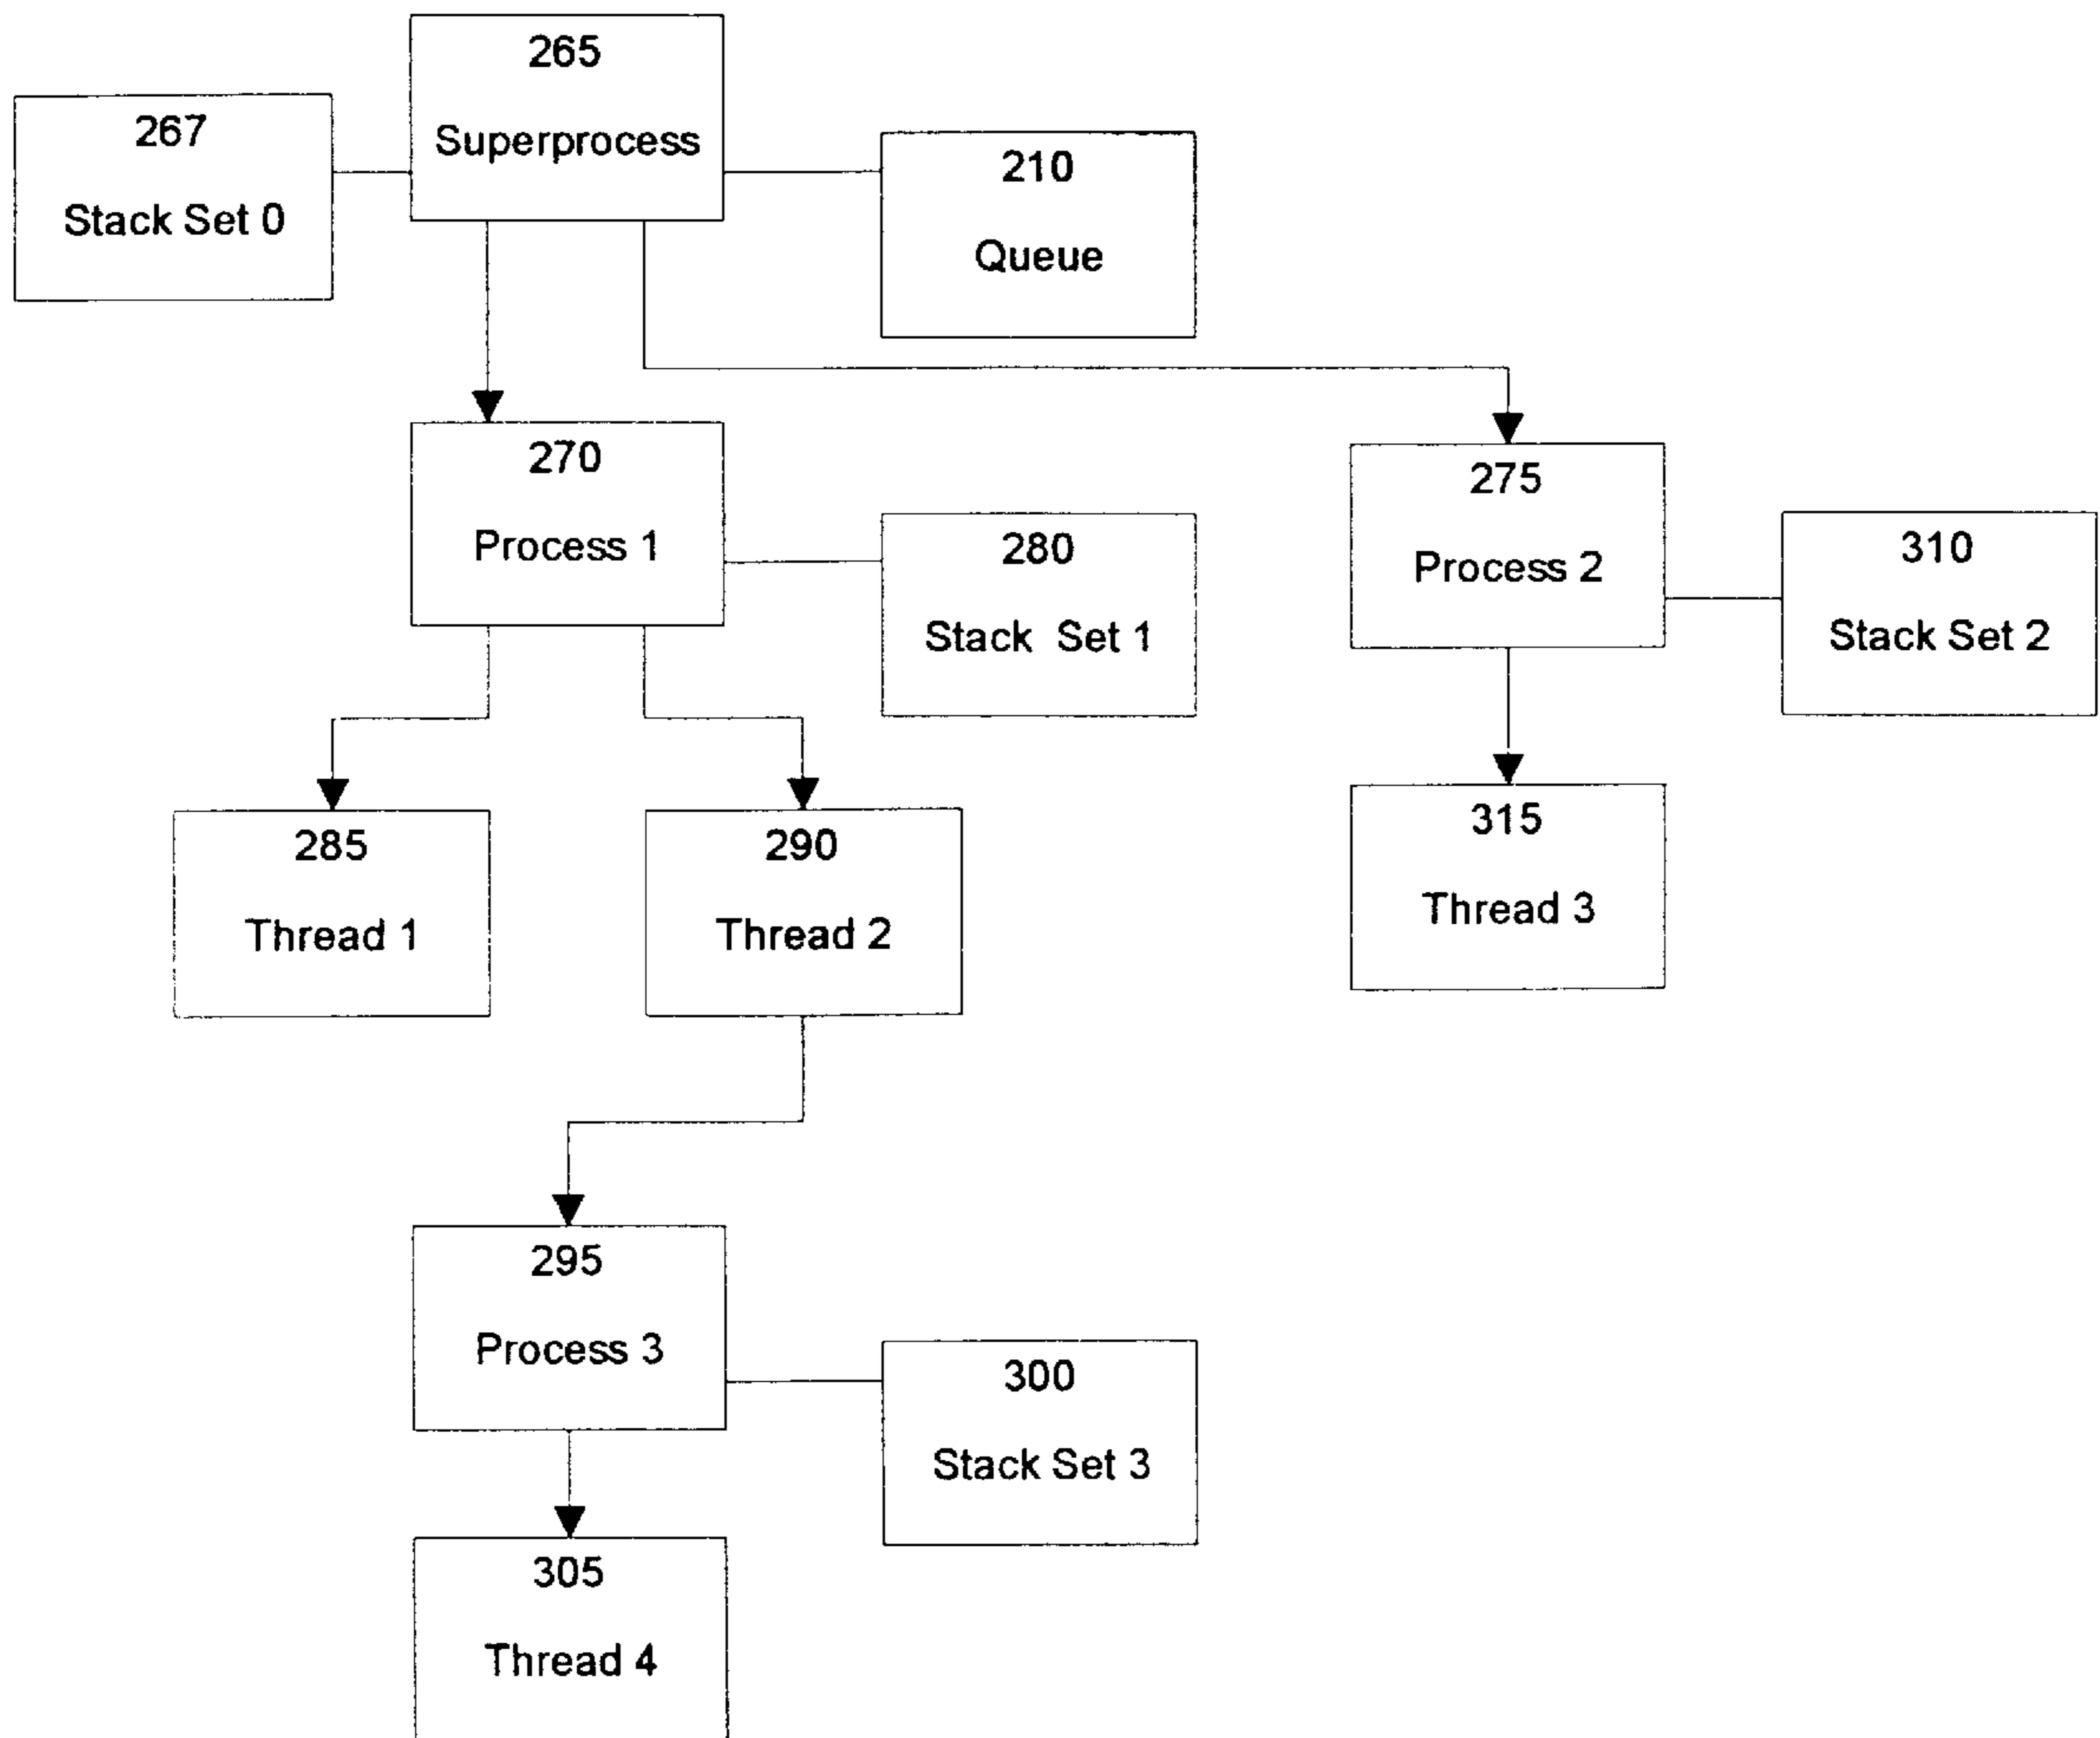 265
Superprocess
267
Stack Set 0
210
Queue
270
Process 1
280
Stack Set 1
275
Process 2
310
Stack Set 2
285
Thread 1
290
Thread 2
315
Thread 3
295
Process 3
300
Stack Set 3
305
Thread 4